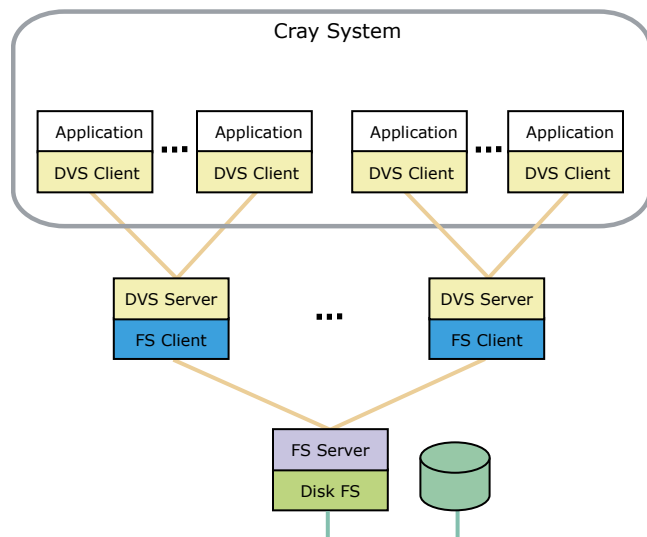 Cray System
Application ... Application Application ... Application
DVS Client DVS Client DVS Client DVS Client
DVS Server DVS Server
...
FS Client FS Client
FS Server
Disk FS